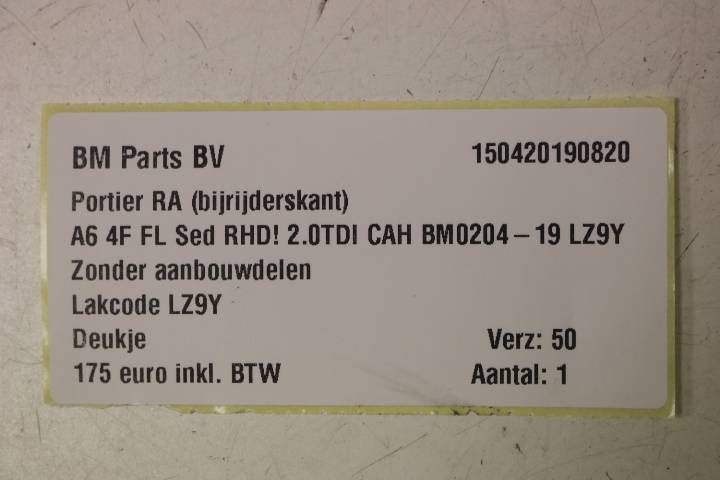 BM Parts BV 150420190820
Portier RA (bijrijderskant)
A6 4F FL Sed RHD! 2.0TDI CAH BM0204-19 LZ9Y
Zonder aanbouwdelen
Lakcode LZ9Y
Deukje Verz: 50
175 euro inkl. BTW Aantal: 1